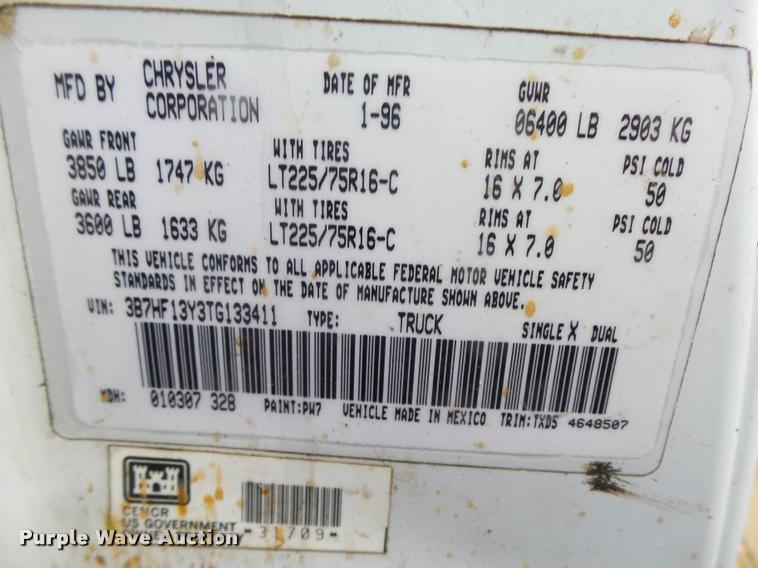 MFD BY CHRYSLER CORPORATION DATE OF MFR 1-96 GVWR 06400 LB 2903 KG
GAWR FRONT WITH TIRES RIMS AT PSI COLD
3850 LB 1747 KG LT225/75R16-C 16 X 7.0 50
GAWR REAR WITH TIRES RIMS AT PSI COLD
3600 LB 1633 KG LT225/75R16-C 16 X 7.0 50
THIS VEHICLE CONFORMS TO ALL APPLICABLE FEDERAL MOTOR VEHICLE SAFETY
STANDARDS IN EFFECT ON THE DATE OF MANUFACTURE SHOWN ABOVE.
VIN: 3B7HF13Y3TG133411 TYPE: TRUCK SINGLE X DUAL
MDH: 010307 328 PAINT:PW7 VEHICLE MADE IN MEXICO TRIM:TXD5 4648507
CEMCR
US GOVERNMENT
-31709-
Purple Wave Auction